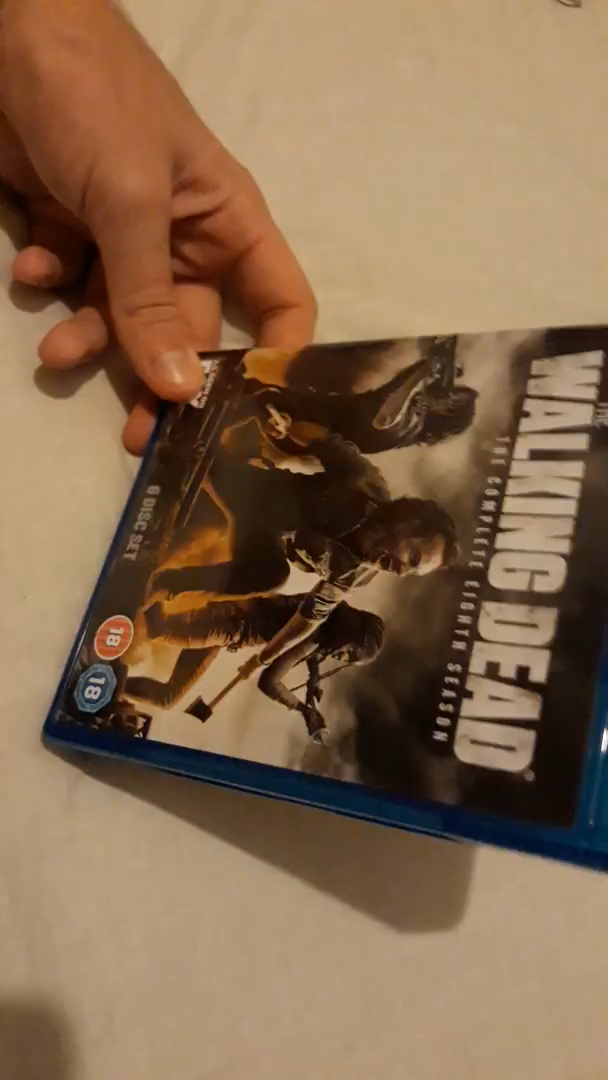 THE
WALKING DEAD
THE COMPLETE EIGHTH SEASON
6 DISC SET
18
18